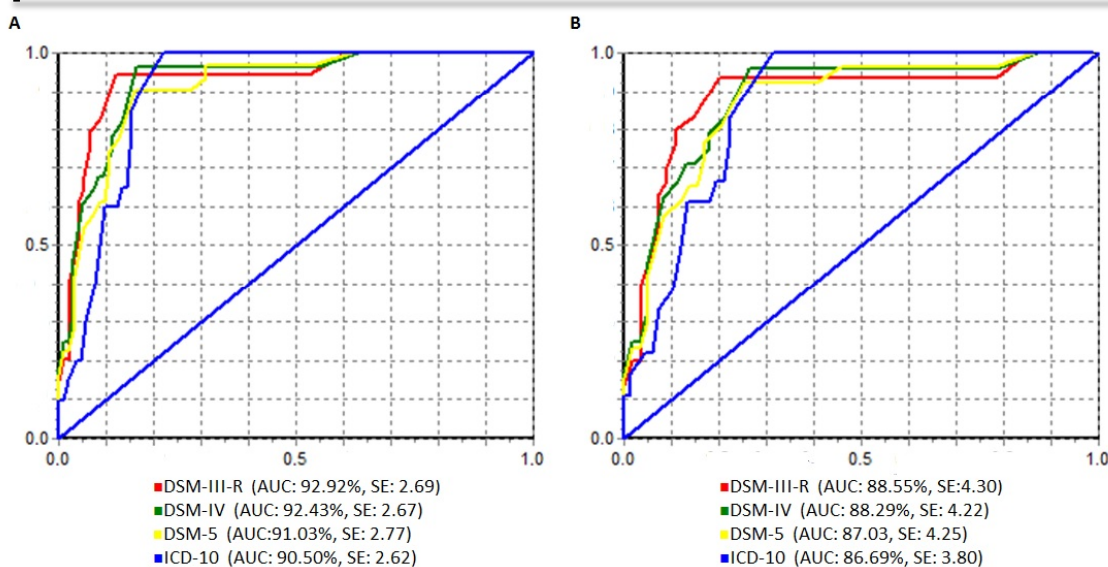 A
B
1.0
0.5
0.0
0.0 0.5 1.0
1.0
0.5
0.0
0.0 0.5 1.0
DSM-III-R (AUC: 92.92%, SE: 2.69)
DSM-IV (AUC: 92.43%, SE: 2.67)
DSM-5 (AUC:91.03%, SE: 2.77)
ICD-10 (AUC: 90.50%, SE: 2.62)
DSM-III-R (AUC: 88.55%, SE:4.30)
DSM-IV (AUC: 88.29%, SE: 4.22)
DSM-5 (AUC: 87.03, SE: 4.25)
ICD-10 (AUC: 86.69%, SE: 3.80)